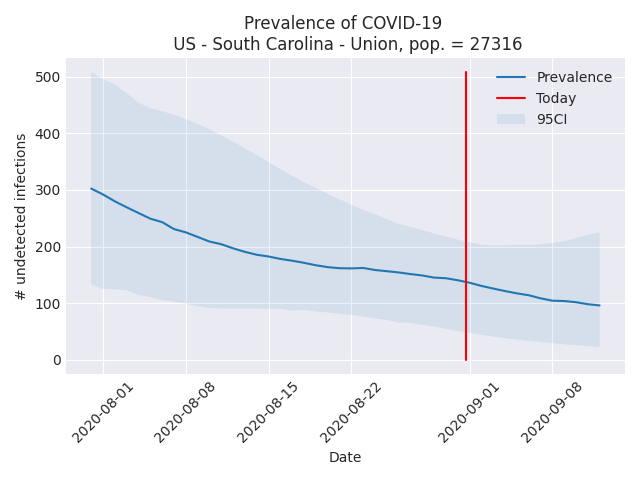 Prevalence of COVID-19
US - South Carolina - Union, pop. = 27316
Prevalence
Today
95CI
# undetected infections
500
400
300
200
100
0
2020-08-01
2020-08-08
2020-08-15
2020-08-22
2020-09-01
2020-09-08
Date